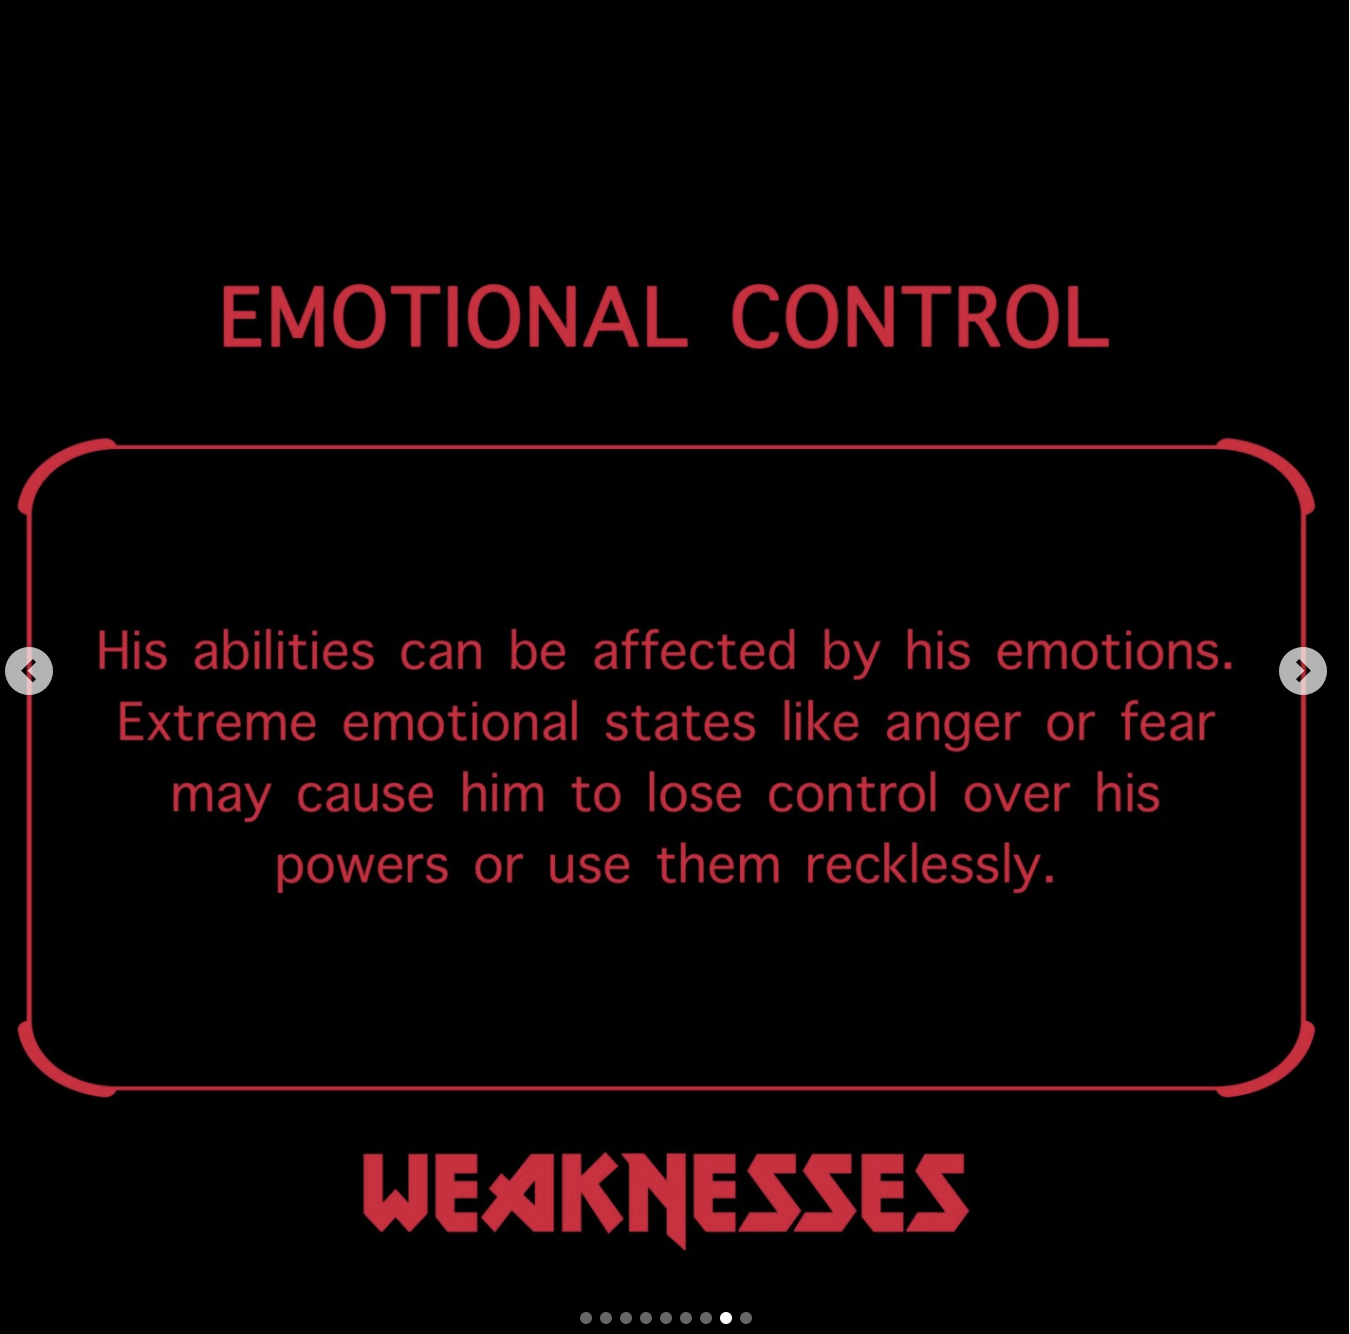 EMOTIONAL CONTROL
His abilities can be affected by his emotions.
Extreme emotional states like anger or fear
may cause him to lose control over his
powers or use them recklessly.
WEAKNESSES